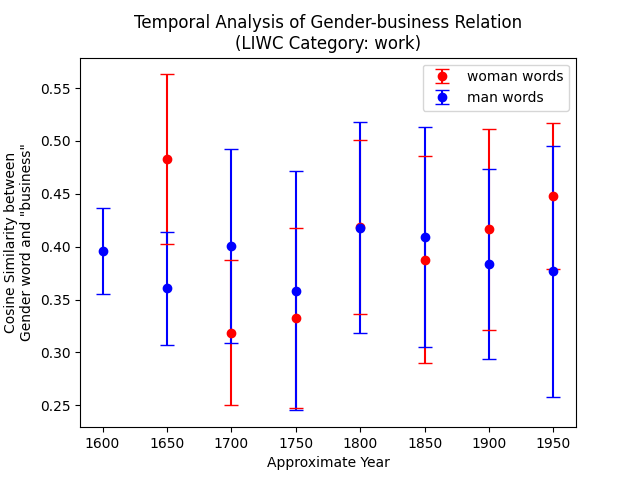 Temporal Analysis of Gender-business Relation
(LIWC Category: work)
woman words
man words
Cosine Similarity between
Gender word and "business"
0.55
0.50
0.45
0.40
0.35
0.30
0.25
1600 1650 1700 1750 1800 1850 1900 1950
Approximate Year